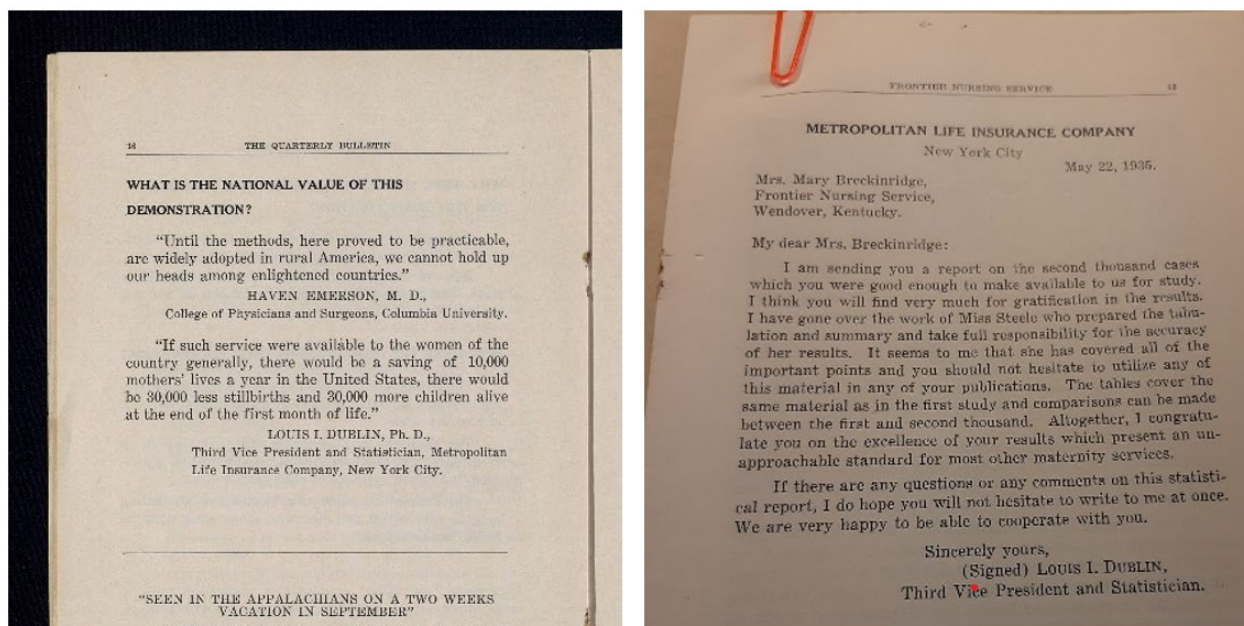 16 THE QUARTERLY BULLETIN
WHAT IS THE NATIONAL VALUE OF THIS
DEMONSTRATION?
"Until the methods, here proved to be practicable,
are widely adopted in rural America, we cannot hold up
our heads among enlightened countries."
HAVEN EMERSON, M. D.,
College of Physicians and Surgeons, Columbia University.
"If such service were available to the women of the
country generally, there would be a saving of 10,000
mothers' lives a year in the United States, there would
be 30,000 less stillbirths and 30,000 more children alive
at the end of the first month of life."
LOUIS I. DUBLIN, Ph. D.,
Third Vice President and Statistician, Metropolitan
Life Insurance Company, New York City.
"SEEN IN THE APPALACHIANS ON A TWO WEEKS
VACATION IN SEPTEMBER"
FRONTIER NURSING SERVICE
METROPOLITAN LIFE INSURANCE COMPANY
New York City
May 22, 1935.
Mrs. Mary Breckinridge,
Frontier Nursing Service,
Wendover, Kentucky.
My dear Mrs. Breckinridge:
I am sending you a report on the second thousand cases
which you were good enough to make available to us for study.
I think you will find very much for gratification in the results.
I have gone over the work of Miss Steele who prepared the tabu-
lation and summary and take full responsibility for the accuracy
of her results. It seems to me that she has covered all of the
important points and you should not hesitate to utilize any of
this material in any of your publications. The tables cover the
same material as in the first study and comparisons can be made
between the first and second thousand. Altogether, I congratu-
late you on the excellence of your results which present an un-
approachable standard for most other maternity services.
If there are any questions or any comments on this statisti-
cal report, I do hope you will not hesitate to write to me at once.
We are very happy to be able to cooperate with you.
Sincerely yours,
(Signed) LOUIS I. DUBLIN,
Third Vice President and Statistician.